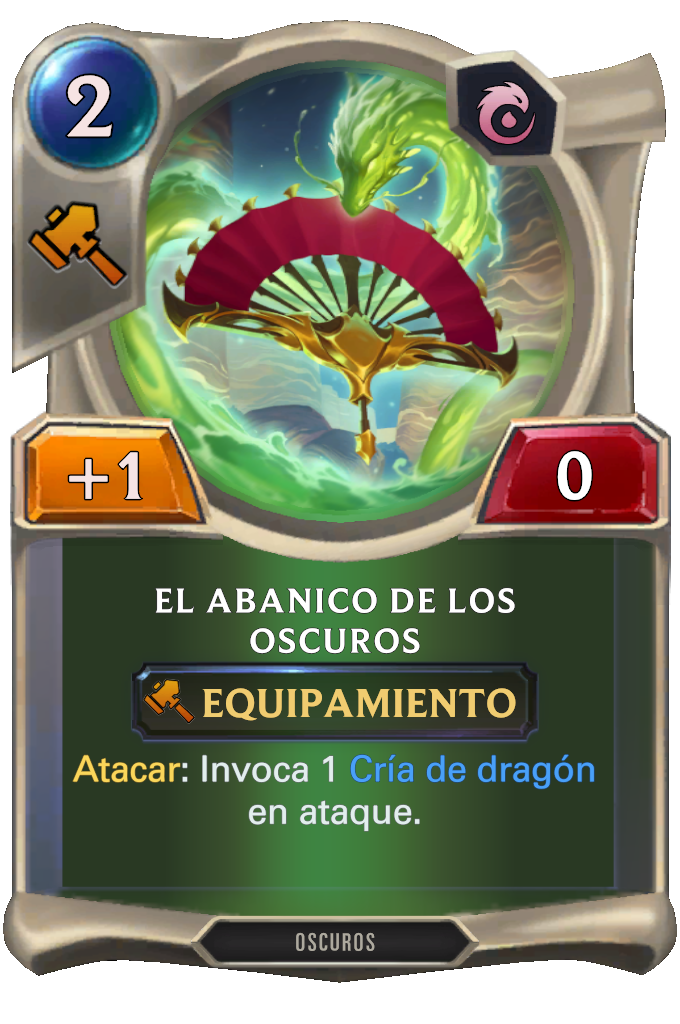 2
+1
0
EL ABANICO DE LOS
OSCUROS
EQUIPAMIENTO
Atacar: Invoca 1 Cría de dragón
en ataque.
OSCUROS